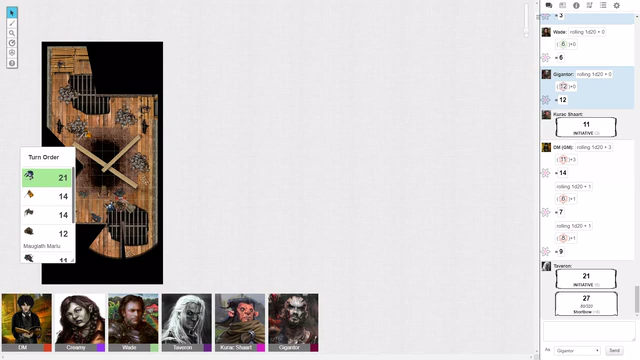 Turn Order
21
14
14
12
Mauglath Marlu
11
DM
Creamy
Wade
Taveron
Kurac Shaart
Gigantor
= 3
Wade: rolling 1d20 + 0
(6)+0
= 6
Gigantor: rolling 1d20 + 0
(12)+0
= 12
Kurac Shaart:
11
INITIATIVE
DM (GM): rolling 1d20 + 3
(11)+3
= 14
rolling 1d20 + 1
(6)+1
= 7
rolling 1d20 + 1
(8)+1
= 9
Taveron:
21
INITIATIVE
27
80/320
Shortbow
As Gigantor
Send